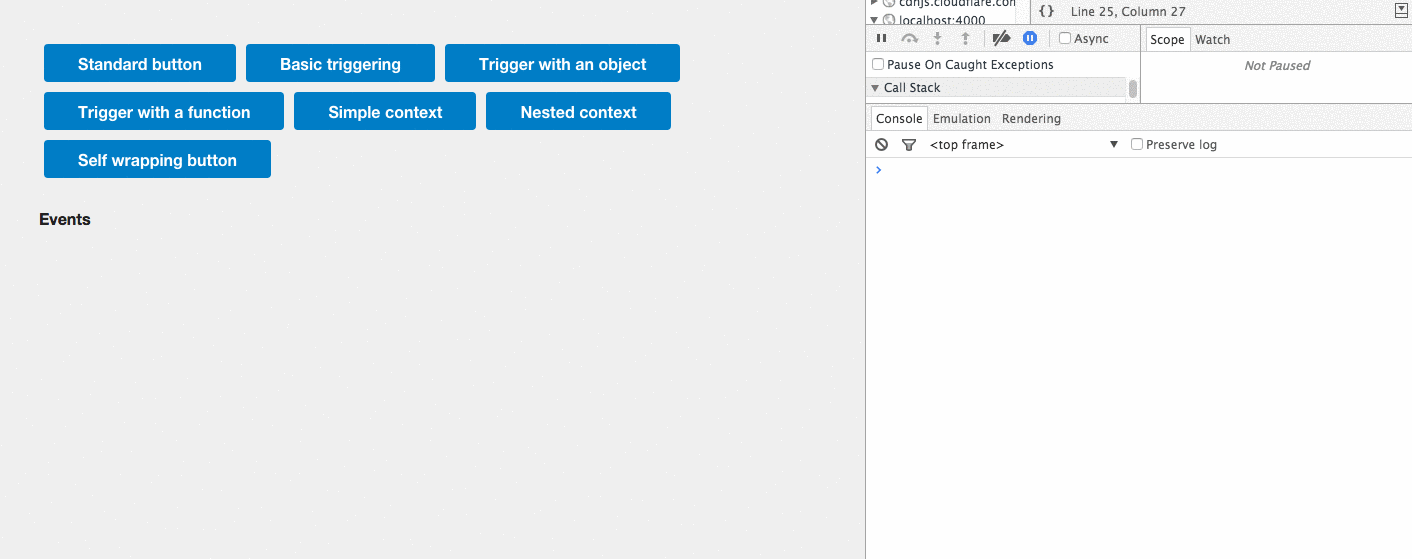 Standard button
Basic triggering
Trigger with an object
Trigger with a function
Simple context
Nested context
Self wrapping button
Events
cdnjs.cloudflare.com
localhost:4000
{} Line 25, Column 27
Async
Pause On Caught Exceptions
Call Stack
Scope Watch
Not Paused
Console Emulation Rendering
<top frame> Preserve log